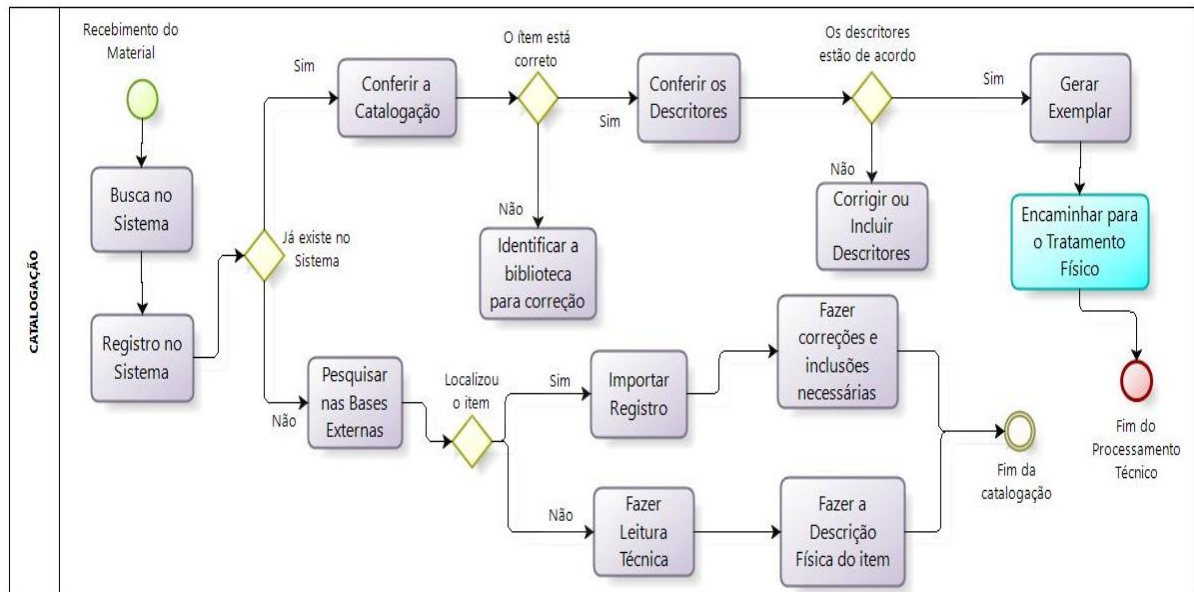 CATALOGAÇÃO
Recebimento do
Material
Busca no
Sistema
Registro no
Sistema
Já existe no
Sistema
Sim
Conferir a
Catalogação
O ítem está
correto
Sim
Conferir os
Descritores
Os descritores
estão de acordo
Sim
Gerar
Exemplar
Não
Identificar a
biblioteca
para correção
Não
Corrigir ou
Incluir
Descritores
Encaminhar para
o Tratamento
Físico
Fim do
Processamento
Técnico
Não
Pesquisar
nas Bases
Externas
Localizou
o item
Sim
Importar
Registro
Fazer
correções e
inclusões
necessárias
Não
Fazer
Leitura
Técnica
Fazer a
Descrição
Física do item
Fim da
catalogação